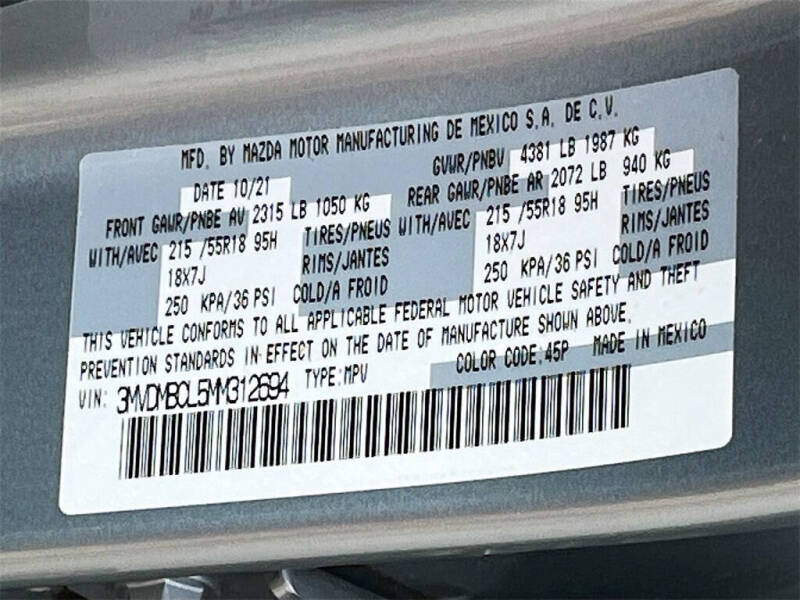 MFD. BY MAZDA MOTOR MANUFACTURING DE MEXICO S.A. DE C.V.
DATE 10/21 GVWR/PNBV 4381 LB 1987 KG
FRONT GAWR/PNBE AV 2315 LB 1050 KG REAR GAWR/PNBE AR 2072 LB 940 KG
WITH/AVEC 215 /55R18 95H TIRES/PNEUS WITH/AVEC 215 /55R18 95H TIRES/PNEUS
18X7J RIMS/JANTES 18X7J RIMS/JANTES
250 KPA/36 PSI COLD/A FROID 250 KPA/36 PSI COLD/A FROID
THIS VEHICLE CONFORMS TO ALL APPLICABLE FEDERAL MOTOR VEHICLE SAFETY AND THEFT
PREVENTION STANDARDS IN EFFECT ON THE DATE OF MANUFACTURE SHOWN ABOVE.
VIN: 3MVDMBCL5MM312694 TYPE:MPV COLOR CODE:45P MADE IN MEXICO